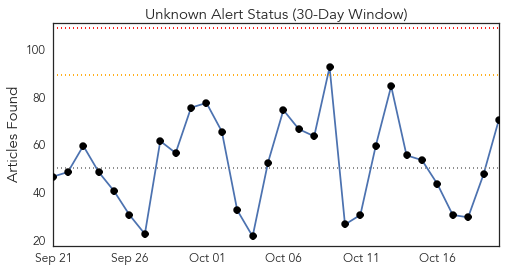 Unknown Alert Status (30-Day Window)
Articles Found
100
80
60
40
20
Sep 21 Sep 26 Oct 01 Oct 06 Oct 11 Oct 16